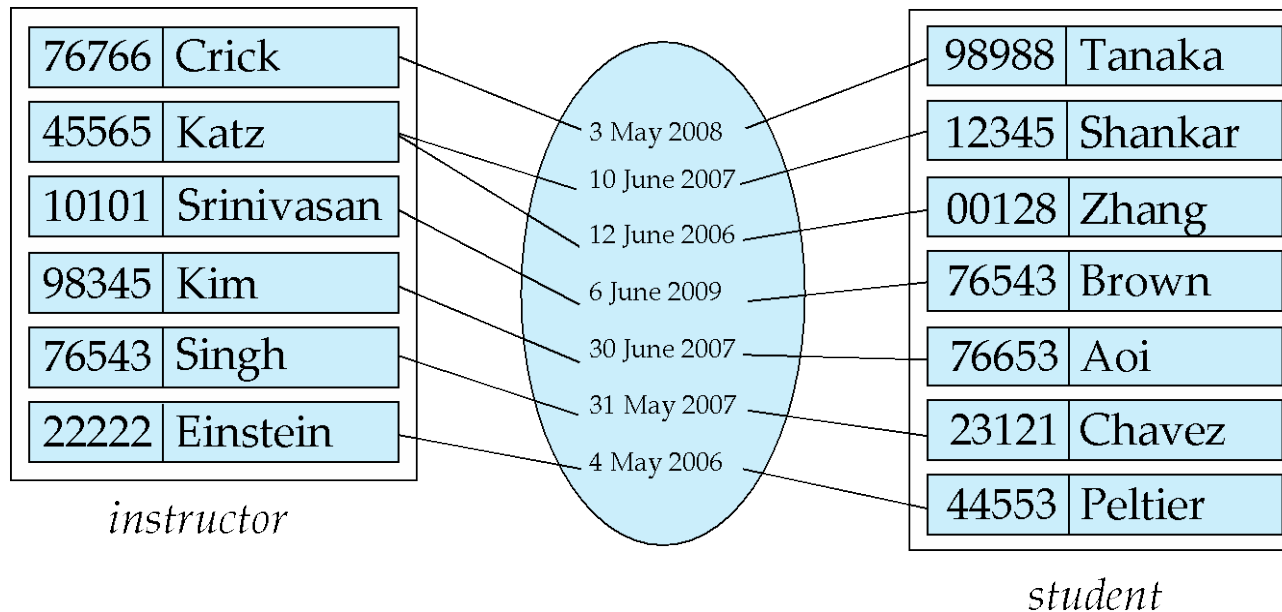 76766 Crick
45565 Katz
10101 Srinivasan
98345 Kim
76543 Singh
22222 Einstein
instructor
3 May 2008
10 June 2007
12 June 2006
6 June 2009
30 June 2007
31 May 2007
4 May 2006
98988 Tanaka
12345 Shankar
00128 Zhang
76543 Brown
76653 Aoi
23121 Chavez
44553 Peltier
student